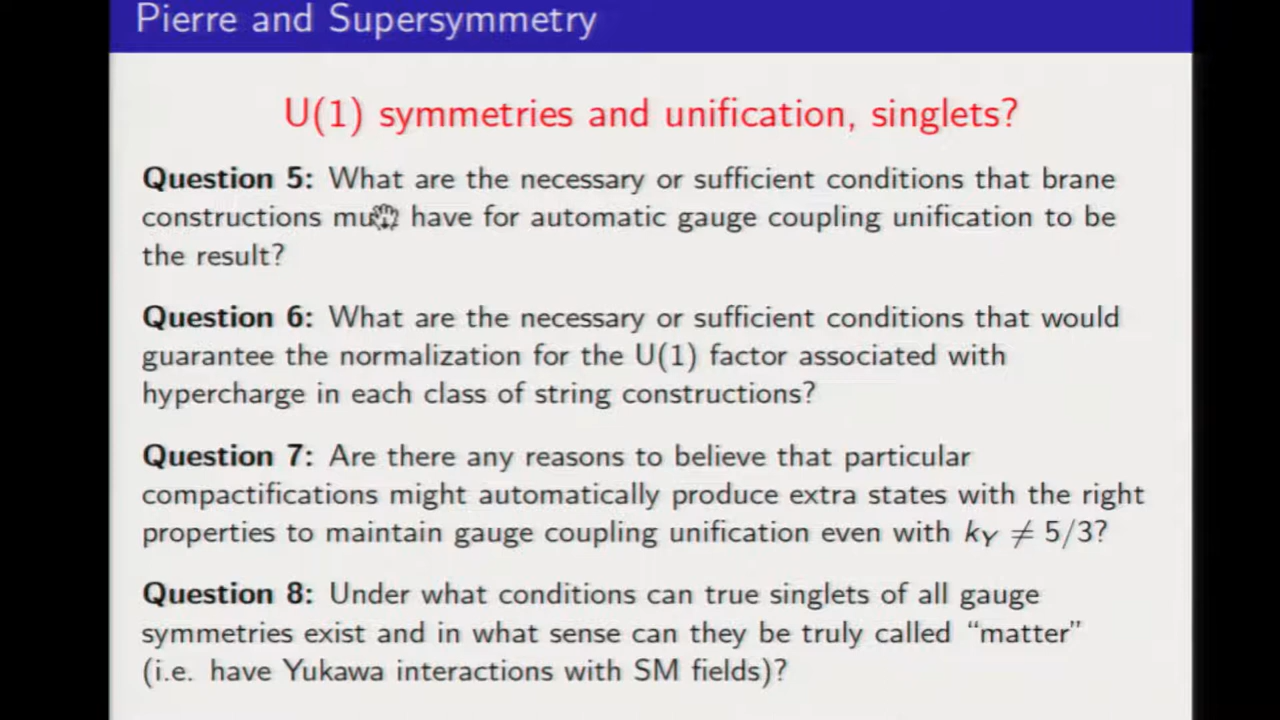 Pierre and Supersymmetry
U(1) symmetries and unification, singlets?
Question 5: What are the necessary or sufficient conditions that brane
constructions have for automatic gauge coupling unification to be
the result?
Question 6: What are the necessary or sufficient conditions that would
guarantee the normalization for the U(1) factor associated with
hypercharge in each class of string constructions?
Question 7: Are there any reasons to believe that particular
compactifications might automatically produce extra states with the right
properties to maintain gauge coupling unification even with k_Y ≠ 5/3?
Question 8: Under what conditions can true singlets of all gauge
symmetries exist and in what sense can they be truly called “matter”
(i.e. have Yukawa interactions with SM fields)?